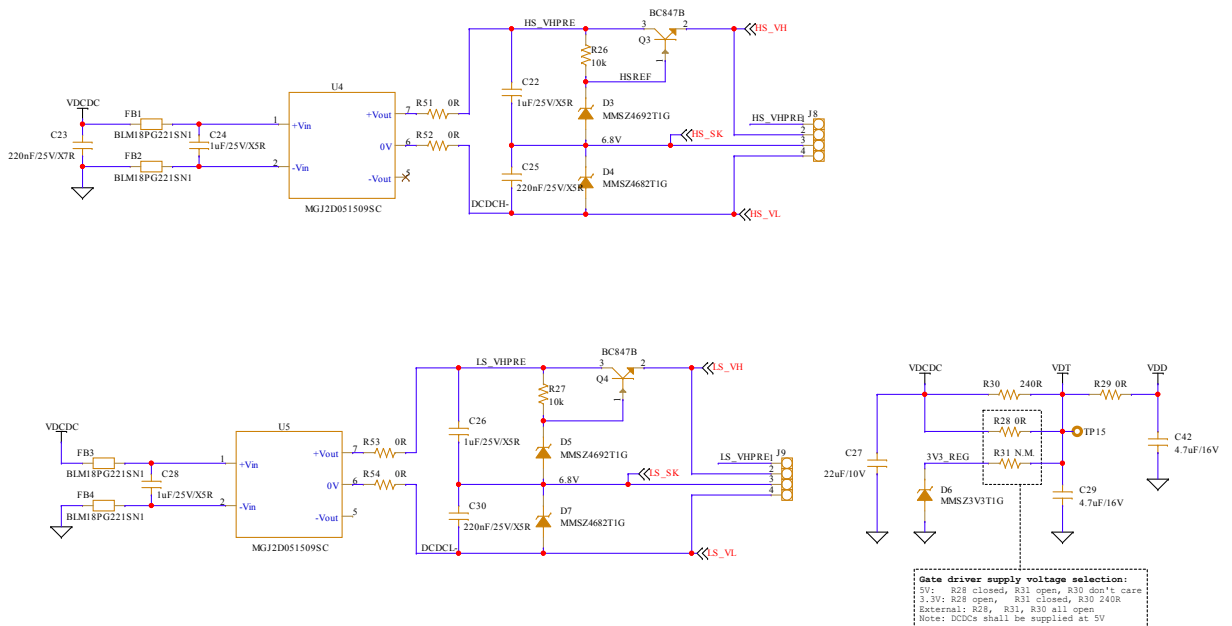 BC847B
HS_VHPRE
3
2
HS_VH
Q3
1
R26
10k
HSREF
C22
1uF/25V/X5R
D3
MMSZ4692T1G
U4
VDCDC
R51 0R
FB1
BLM18PG221SN1
C23
220nF/25V/X7R
C24
1uF/25V/X5R
1
+Vin
+Vout
7
R52 0R
0V
6
FB2
BLM18PG221SN1
2
-Vin
-Vout
5
MGJ2D051509SC
HS_VHPRE1
J8
2
3
4
HS_SK
6.8V
C25
220nF/25V/X5R
D4
MMSZ4682T1G
DCDCH-
HS_VL
BC847B
LS_VHPRE
3
2
LS_VH
Q4
1
R27
10k
C26
1uF/25V/X5R
D5
MMSZ4692T1G
U5
VDCDC
R53 0R
FB3
BLM18PG221SN1
C28
1uF/25V/X5R
1
+Vin
+Vout
7
R54 0R
0V
6
FB4
BLM18PG221SN1
2
-Vin
-Vout
5
MGJ2D051509SC
LS_VHPRE1
J9
2
3
4
LS_SK
6.8V
C30
220nF/25V/X5R
D7
MMSZ4682T1G
DCDCL-
LS_VL
VDCDC
VDT
VDD
R30 240R
R29 0R
R28 0R
TP15
3V3_REG
R31 N.M.
C27
22uF/10V
D6
MMSZ3V3T1G
C29
4.7uF/16V
C42
4.7uF/16V
Gate driver supply voltage selection:
5V: R28 closed, R31 open, R30 don't care
3.3V: R28 open, R31 closed, R30 240R
External: R28, R31, R30 all open
Note: DCDCs shall be supplied at 5V